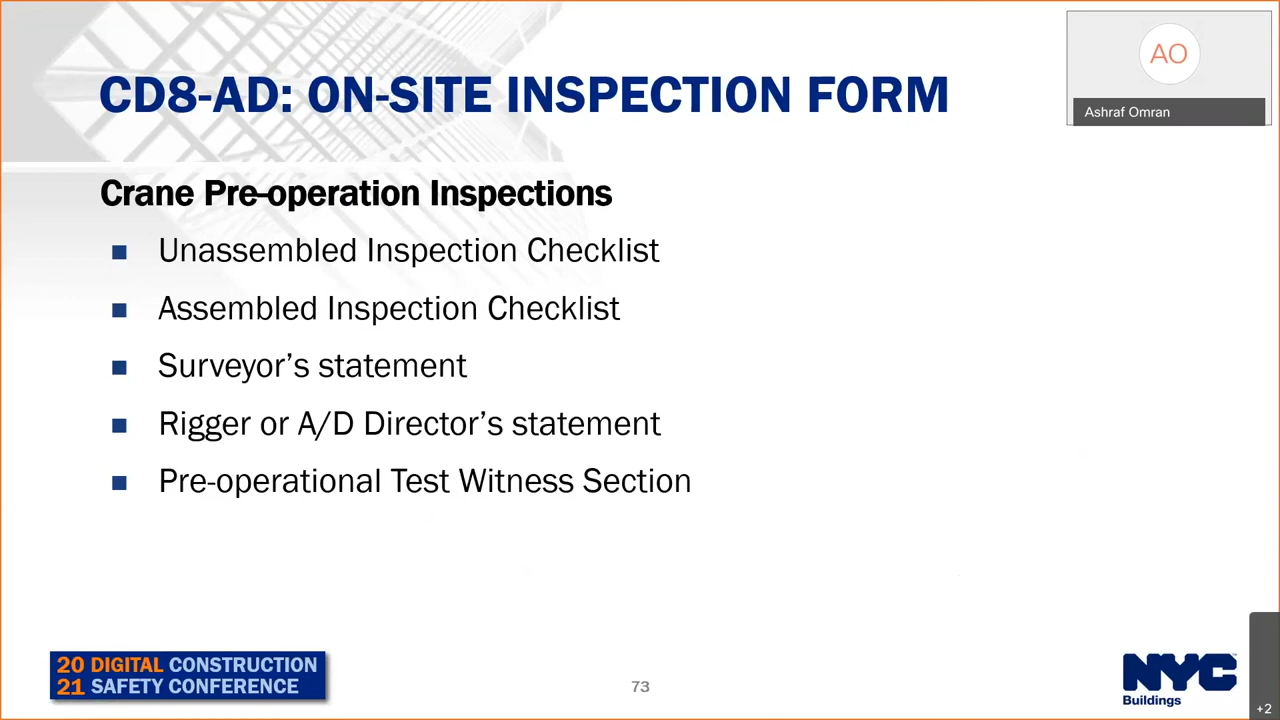 CD8-AD: ON-SITE INSPECTION FORM
AO
Ashraf Omran
Crane Pre-operation Inspections
Unassembled Inspection Checklist
Assembled Inspection Checklist
Surveyor’s statement
Rigger or A/D Director’s statement
Pre-operational Test Witness Section
20 DIGITAL CONSTRUCTION
21 SAFETY CONFERENCE
73
NYC™
Buildings
+2